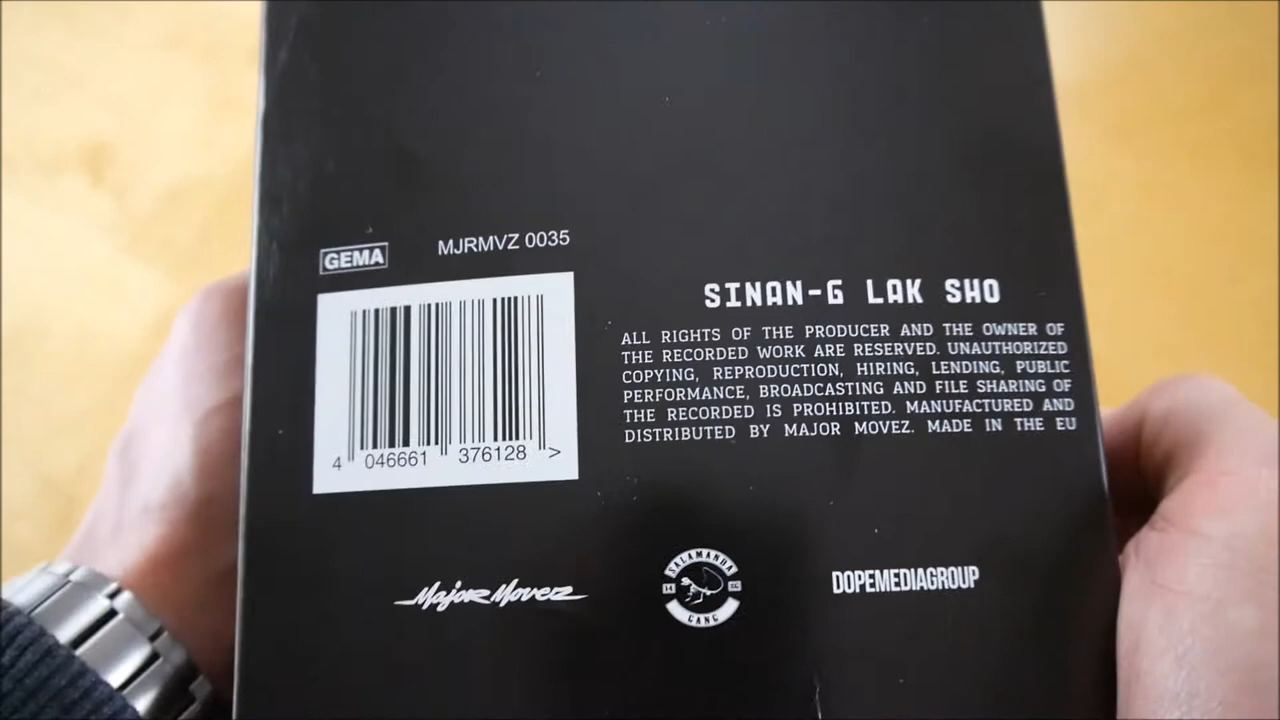 GEMA
MJRMVZ 0035
4 046661 376128 >
SINAN-G LAK SHO
ALL RIGHTS OF THE PRODUCER AND THE OWNER OF
THE RECORDED WORK ARE RESERVED. UNAUTHORIZED
COPYING, REPRODUCTION, HIRING, LENDING, PUBLIC
PERFORMANCE, BROADCASTING AND FILE SHARING OF
THE RECORDED IS PROHIBITED. MANUFACTURED AND
DISTRIBUTED BY MAJOR MOVEZ. MADE IN THE EU
Major Movez
SALAMANDA
GANG
DOPEMEDIAGROUP